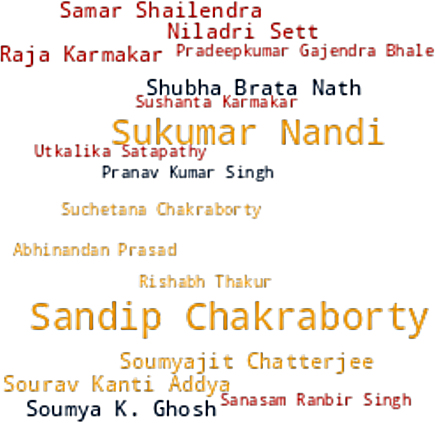 Samar Shailendra
Niladri Sett
Raja Karmakar
Pradeepkumar Gajendra Bhale
Shubha Brata Nath
Sushanta Karmakar
Sukumar Nandi
Utkalika Satapathy
Pranav Kumar Singh
Suchetana Chakraborty
Abhinandan Prasad
Rishabh Thakur
Sandip Chakraborty
Soumyajit Chatterjee
Sourav Kanti Addya
Sanasam Ranbir Singh
Soumya K. Ghosh